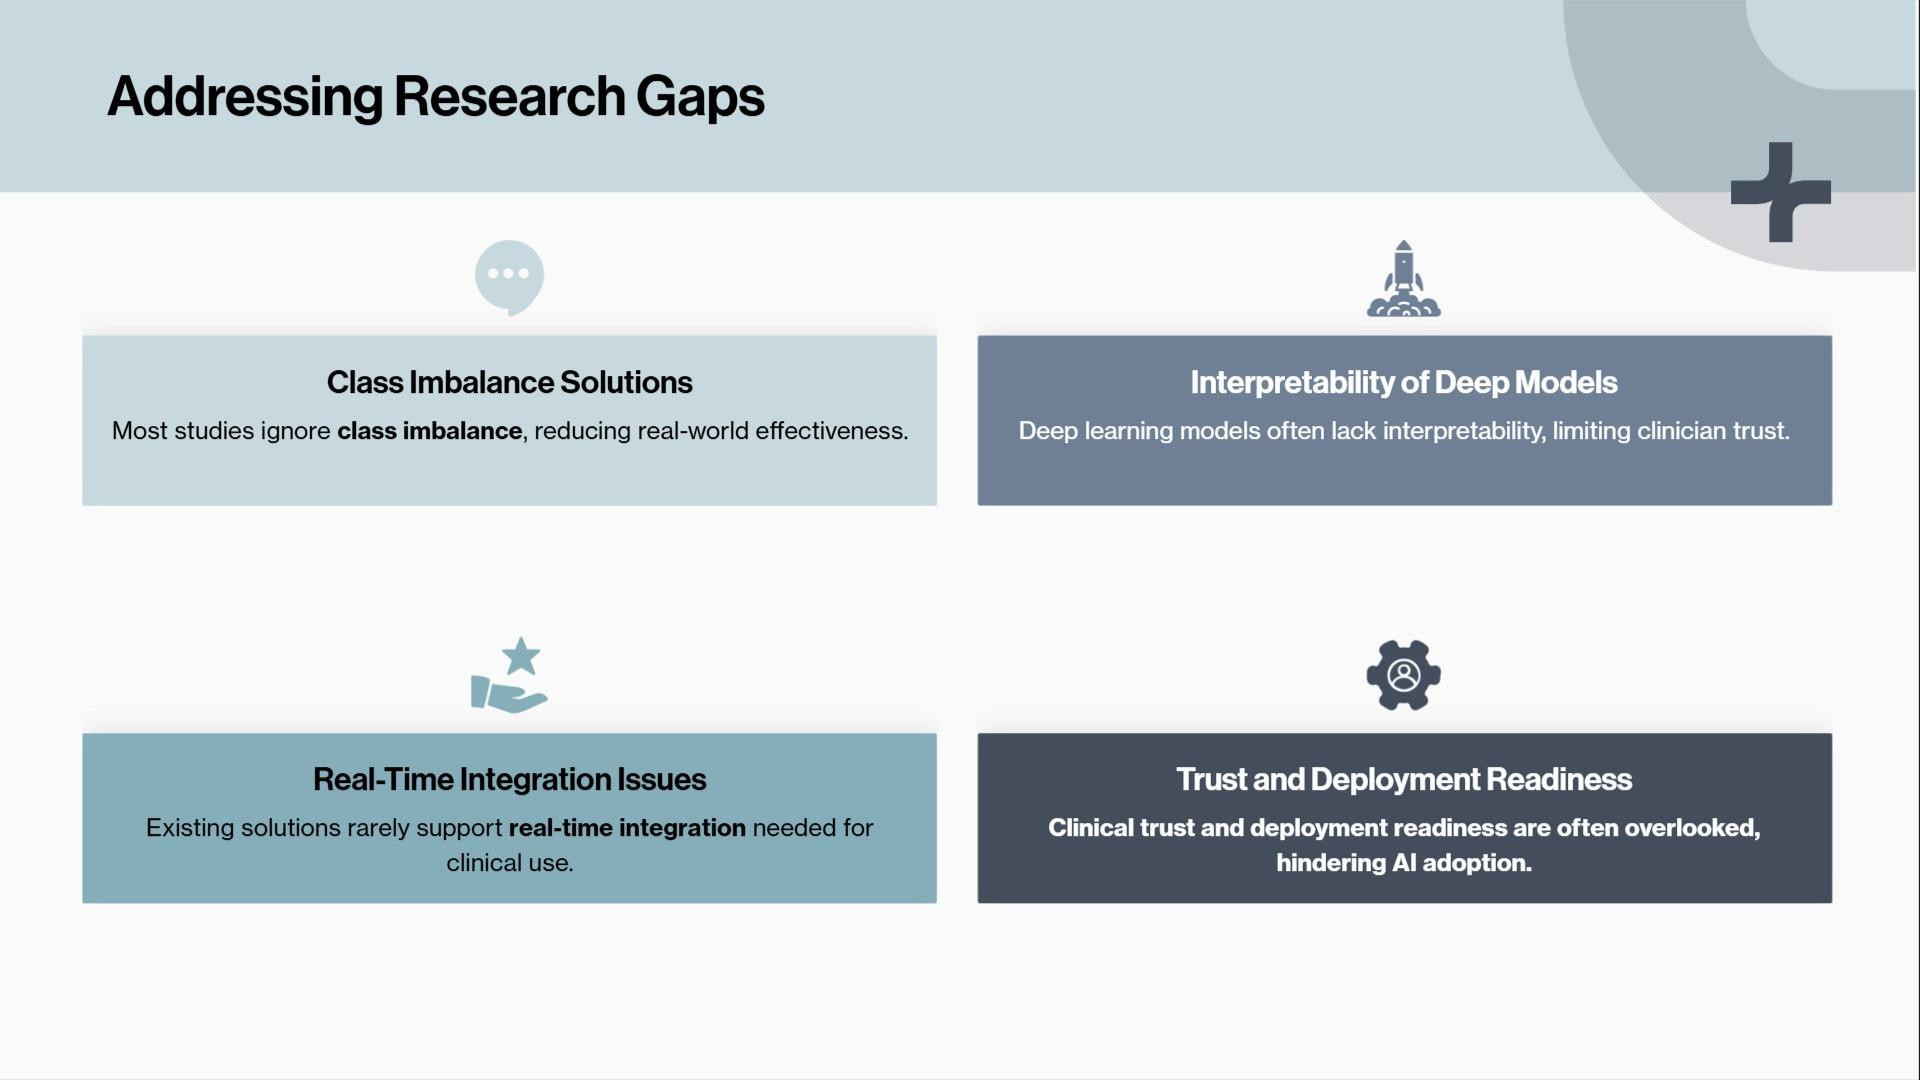 Addressing Research Gaps
Class Imbalance Solutions
Most studies ignore class imbalance, reducing real-world effectiveness.
Interpretability of Deep Models
Deep learning models often lack interpretability, limiting clinician trust.
Real-Time Integration Issues
Existing solutions rarely support real-time integration needed for
clinical use.
Trust and Deployment Readiness
Clinical trust and deployment readiness are often overlooked,
hindering AI adoption.